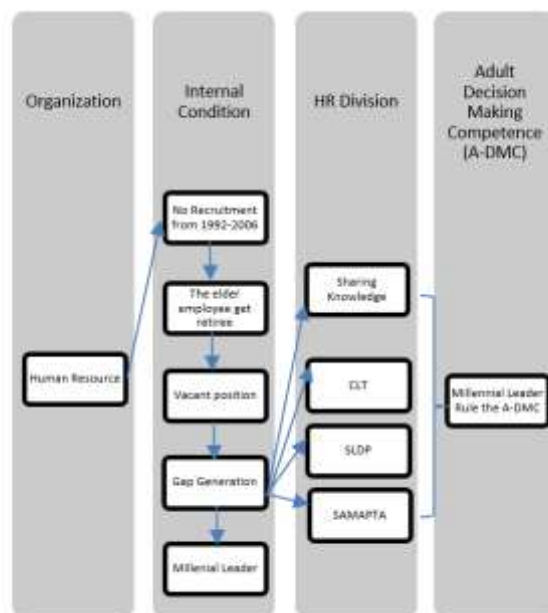 Organization
Internal
Condition
HR Division
Adult
Decision
Making
Competence
(A-DMC)
No Recruitment
from 1992-2006
The elder
employee get
retiree
Vacant position
Gap Generation
Millenial Leader
Human Resource
Sharing
Knowledge
CLT
SLDP
SAMAPTA
Millennial Leader
Rule the A-DMC